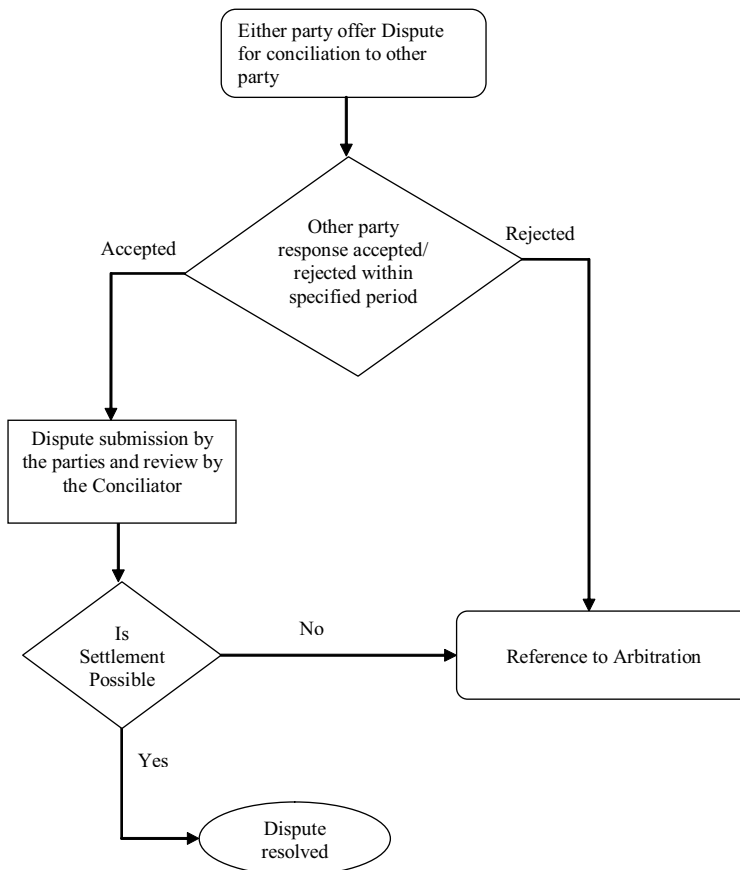 Either party offer Dispute
for conciliation to other
party
Other party
response accepted/
rejected within
specified period
Accepted
Rejected
Dispute submission by
the parties and review by
the Conciliator
Is
Settlement
Possible
No
Reference to Arbitration
Yes
Dispute
resolved